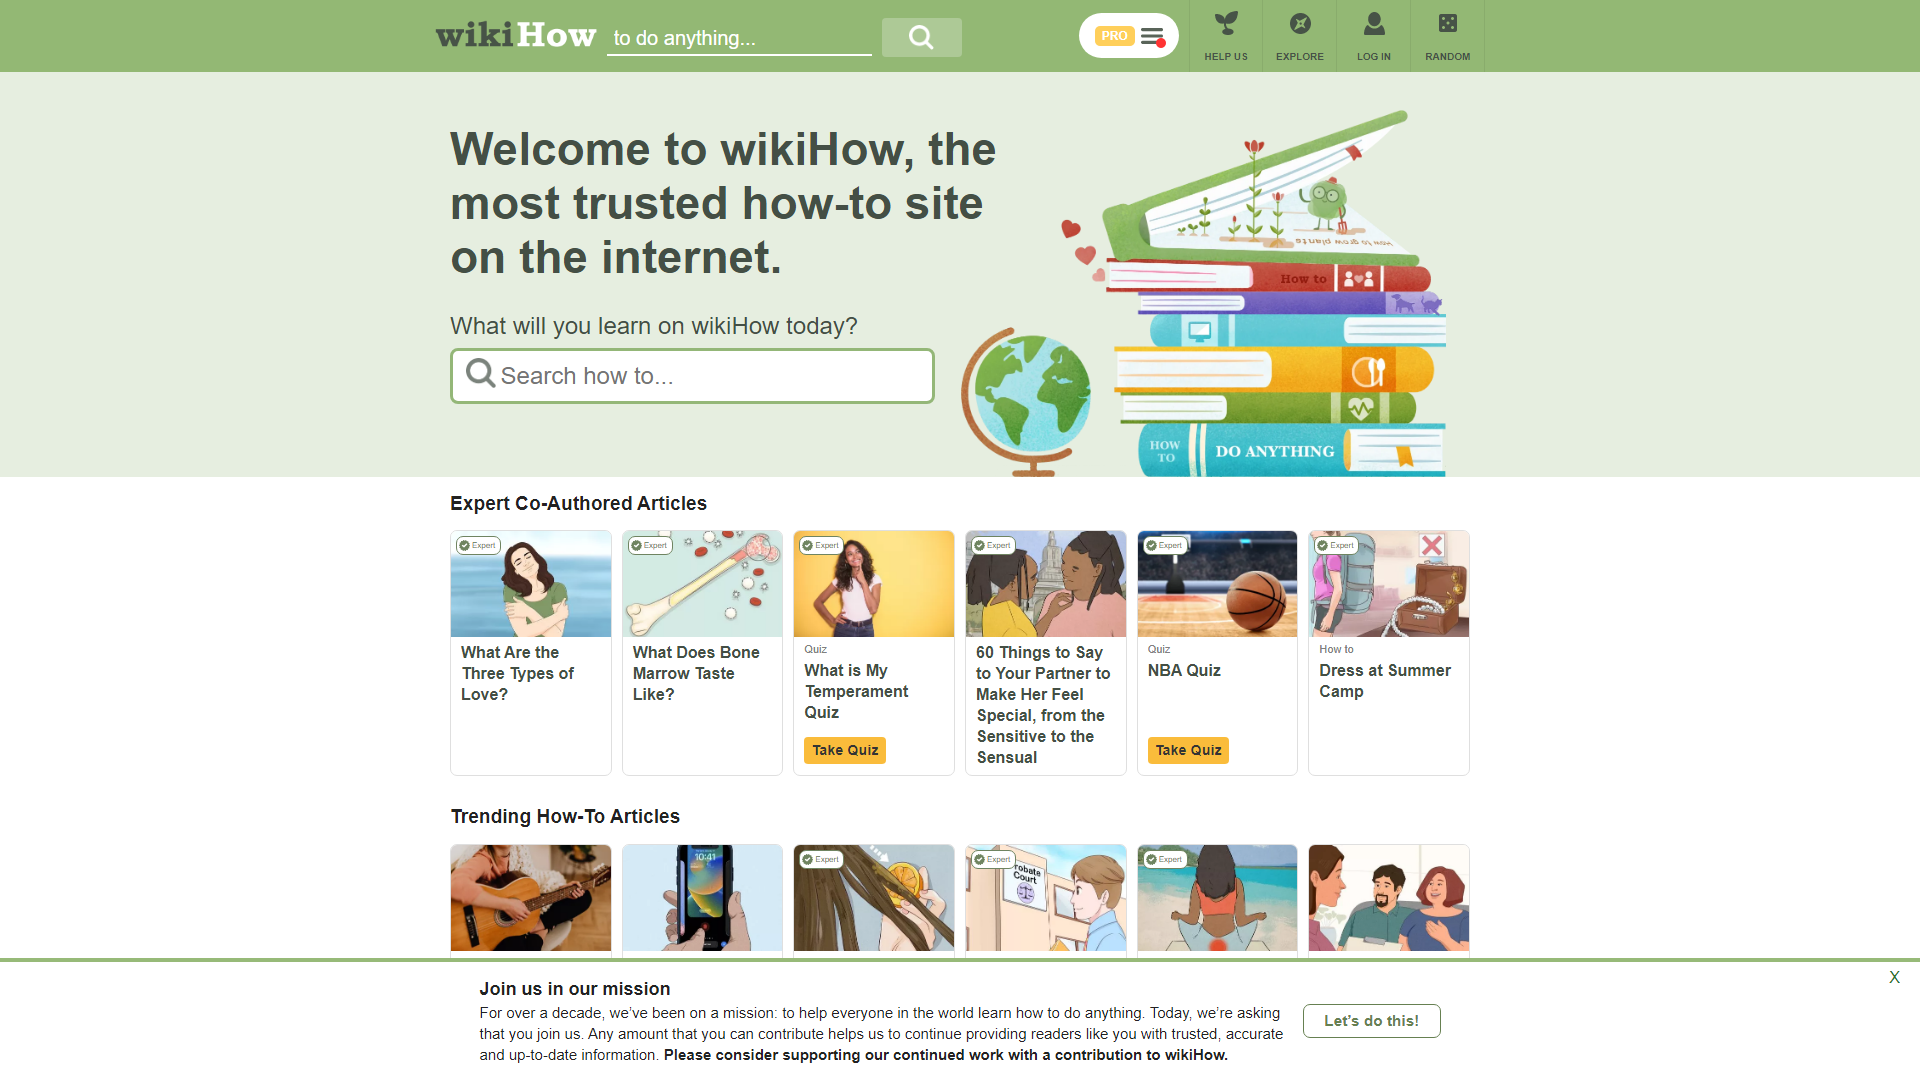 wikiHow
to do anything...
PRO
HELP US
EXPLORE
LOG IN
RANDOM
Welcome to wikiHow, the
most trusted how-to site
on the internet.
What will you learn on wikiHow today?
Search how to...
How to grow plants
How to
HOW
TO
DO ANYTHING
Expert Co-Authored Articles
Expert
What Are the
Three Types of
Love?
Expert
What Does Bone
Marrow Taste
Like?
Expert
Quiz
What is My
Temperament
Quiz
Take Quiz
Expert
60 Things to Say
to Your Partner to
Make Her Feel
Special, from the
Sensitive to the
Sensual
Expert
Quiz
NBA Quiz
Take Quiz
Expert
How to
Dress at Summer
Camp
Trending How-To Articles
10:41
Expert
Expert
robate
Court
Expert
X
Join us in our mission
For over a decade, we’ve been on a mission: to help everyone in the world learn how to do anything. Today, we’re asking
that you join us. Any amount that you can contribute helps us to continue providing readers like you with trusted, accurate
and up-to-date information. Please consider supporting our continued work with a contribution to wikiHow.
Let’s do this!